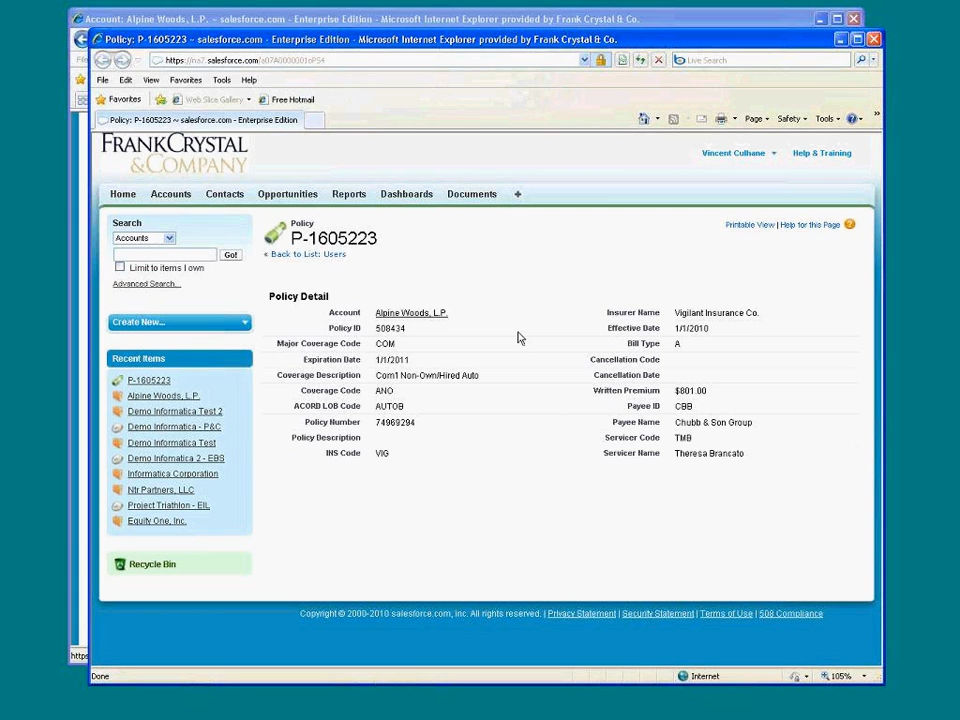 Account: Alpine Woods, L.P. ~ salesforce.com - Enterprise Edition - Microsoft Internet Explorer provided by Frank Crystal & Co.
Policy: P-1605223 ~ salesforce.com - Enterprise Edition - Microsoft Internet Explorer provided by Frank Crystal & Co.
Live Search
File Edit View Favorites Tools Help
Favorites Web Slice Gallery Free Hotmail
Policy: P-1605223 ~ salesforce.com - Enterprise Edition
Page Safety Tools »
FRANKCRYSTAL
& COMPANY
Vincent Culhane Help & Training
Home Accounts Contacts Opportunities Reports Dashboards Documents +
Search
Accounts
Go!
Limit to items I own
Advanced Search...
Create New...
Recent Items
P-1605223
Alpine Woods, L.P.
Demo Informatica Test 2
Demo Informatica - P&C
Demo Informatica Test
Demo Infomatica 2 - EBS
Informatica Corporation
Ntr Partners, LLC
Project Triathlon - EIL
Equity One, Inc.
Recycle Bin
Policy
P-1605223
« Back to List: Users
Printable View | Help for this Page ?
Policy Detail
Account Alpine Woods, L.P. Insurer Name Vigilant Insurance Co.
Policy ID 508434 Effective Date 1/1/2010
Major Coverage Code COM Bill Type A
Expiration Date 1/1/2011 Cancellation Code
Coverage Description Com'l Non-Own/Hired Auto Cancellation Date
Coverage Code ANO Written Premium $801.00
ACORD LOB Code AUTOB Payee ID CBB
Policy Number 74969294 Payee Name Chubb & Son Group
Policy Description Servicer Code TMB
INS Code VIG Servicer Name Theresa Brancato
Copyright © 2000-2010 salesforce.com, inc. All rights reserved. | Privacy Statement | Security Statement | Terms of Use | 508 Compliance
https
Done Internet 105%